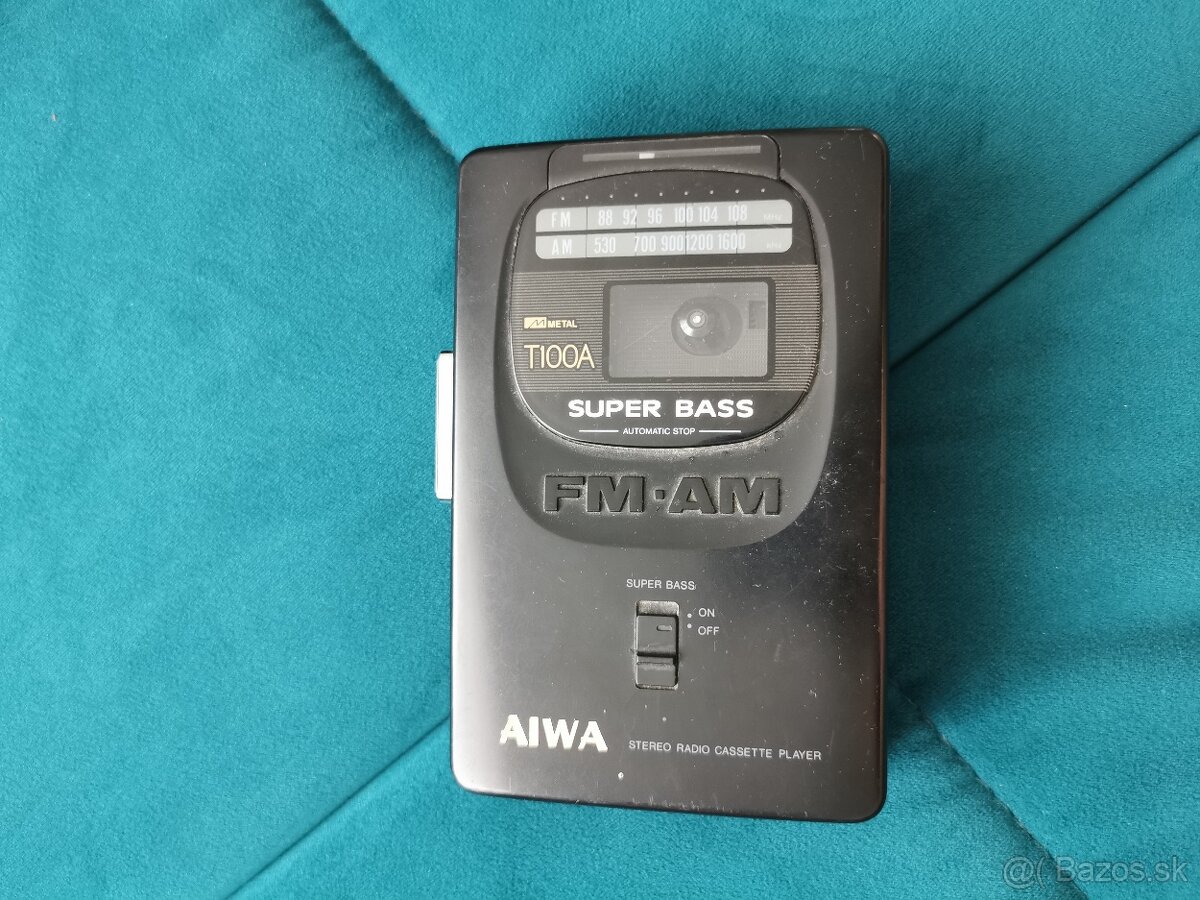 FM 88 92 96 100 104 108 MHz
AM 530 700 900 1200 1600 kHz
METAL
T100A
SUPER BASS
AUTOMATIC STOP
FM·AM
SUPER BASS
ON
OFF
AIWA
STEREO RADIO CASSETTE PLAYER
@( Bazos.sk